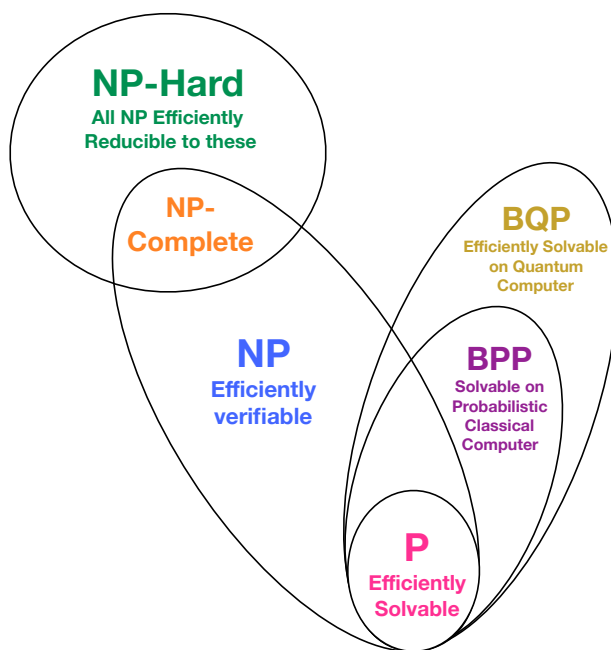 NP-Hard
All NP Efficiently
Reducible to these
NP-
Complete
BQP
Efficiently Solvable
on Quantum
Computer
NP
Efficiently
verifiable
BPP
Solvable on
Probabilistic
Classical
Computer
P
Efficiently
Solvable